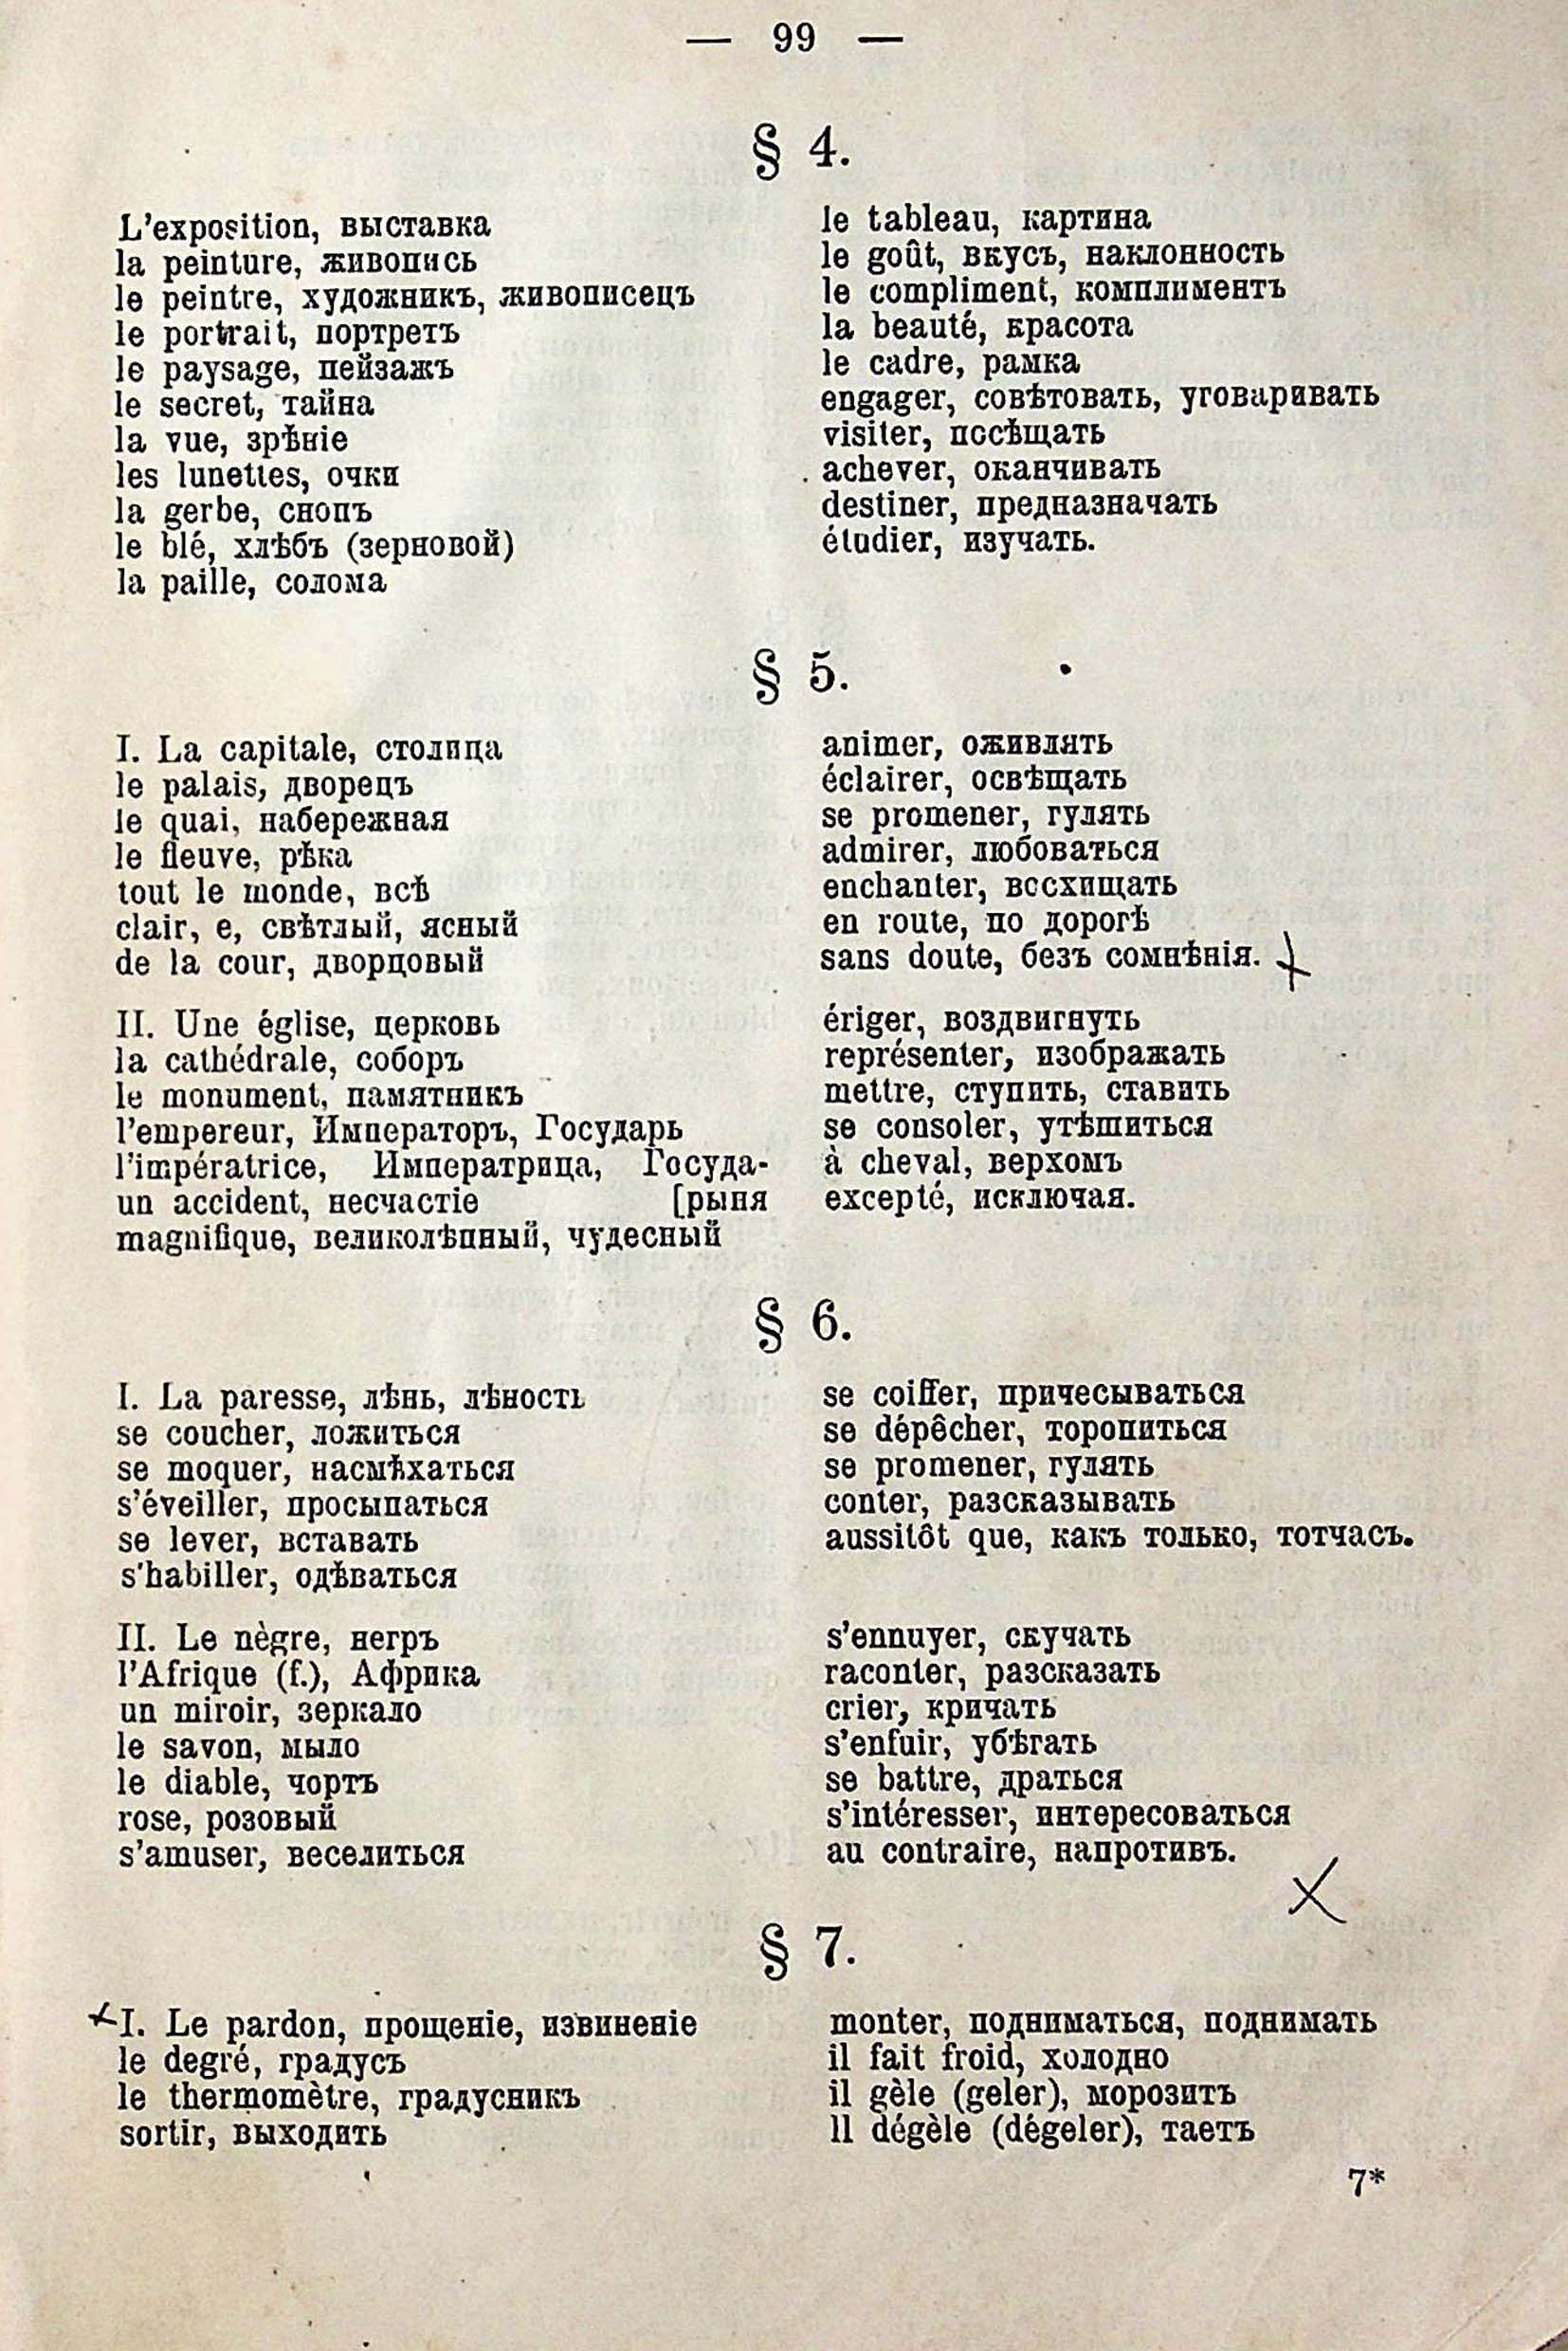 — 99 —
§ 4.
L'exposition, выставка
la peinture, живопись
le peintre, художникъ, живописецъ
le portrait, портретъ
le paysage, пейзажъ
le secret, тайна
la vue, зрѣніе
les lunettes, очки
la gerbe, снопъ
le blé, хлѣбъ (зерновой)
la paille, солома
le tableau, картина
le goût, вкусъ, наклонность
le compliment, комплиментъ
la beauté, красота
le cadre, рамка
engager, совѣтовать, уговаривать
visiter, посѣщать
achever, оканчивать
destiner, предназначать
étudier, изучать.
§ 5.
I. La capitale, столица
le palais, дворецъ
le quai, набережная
le fleuve, рѣка
tout le monde, всѣ
clair, e, свѣтлый, ясный
de la cour, дворцовый
animer, оживлять
éclairer, освѣщать
se promener, гулять
admirer, любоваться
enchanter, восхищать
en route, по дорогѣ
sans doute, безъ сомнѣнія.
II. Une église, церковь
la cathédrale, соборъ
le monument, памятникъ
l'empereur, Императоръ, Государь
l'impératrice, Императрица, Госуда-
un accident, несчастіе [рыня
magnifique, великолѣпный, чудесный
ériger, воздвигнуть
représenter, изображать
mettre, ступить, ставить
se consoler, утѣшиться
à cheval, верхомъ
excepté, исключая.
§ 6.
I. La paresse, лѣнь, лѣность
se coucher, ложиться
se moquer, насмѣхаться
s'éveiller, просыпаться
se lever, вставать
s'habiller, одѣваться
se coiffer, причесываться
se dépêcher, торопиться
se promener, гулять
conter, разсказывать
aussitôt que, какъ только, тотчасъ.
II. Le nègre, негръ
l'Afrique (f.), Африка
un miroir, зеркало
le savon, мыло
le diable, чортъ
rose, розовый
s'amuser, веселиться
s'ennuyer, скучать
raconter, разсказать
crier, кричать
s'enfuir, убѣгать
se battre, драться
s'intéresser, интересоваться
au contraire, напротивъ.
§ 7.
I. Le pardon, прощеніе, извиненіе
le degré, градусъ
le thermomètre, градусникъ
sortir, выходить
monter, подниматься, поднимать
il fait froid, холодно
il gèle (geler), морозитъ
Il dégèle (dégeler), таетъ
7*